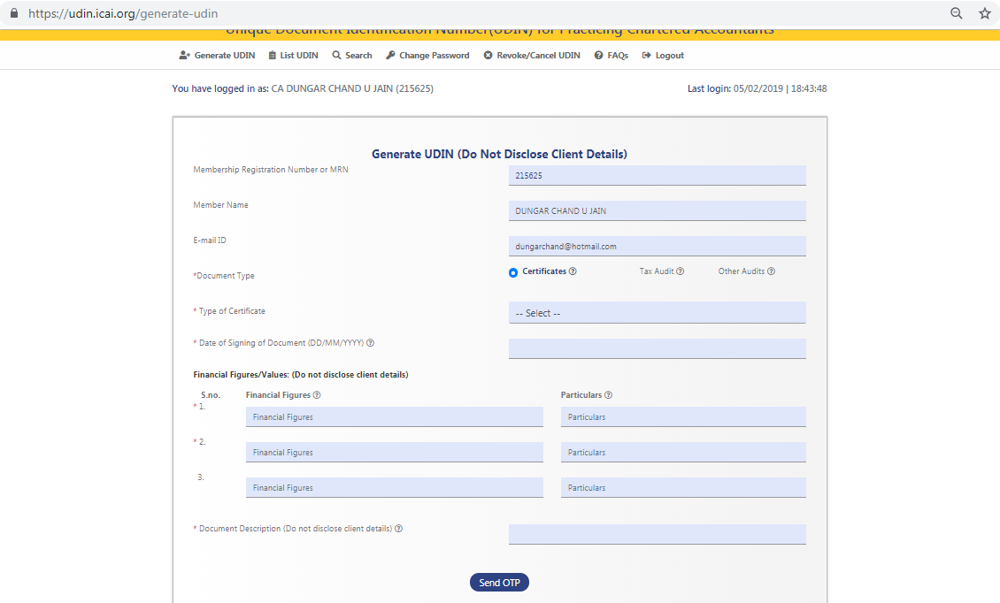 https://udin.icai.org/generate-udin
Unique Document Identification Number(UDIN) for Practicing Chartered Accountants
Generate UDIN List UDIN Search Change Password Revoke/Cancel UDIN FAQs Logout
You have logged in as: CA DUNGAR CHAND U JAIN (215625) Last login: 05/02/2019 | 18:43:48
Generate UDIN (Do Not Disclose Client Details)
Membership Registration Number or MRN 215625
Member Name DUNGAR CHAND U JAIN
E-mail ID dungarchand@hotmail.com
*Document Type Certificates Tax Audit Other Audits
* Type of Certificate -- Select --
* Date of Signing of Document (DD/MM/YYYY)
Financial Figures/Values: (Do not disclose client details)
S.no. Financial Figures Particulars
* 1. Financial Figures Particulars
* 2. Financial Figures Particulars
3. Financial Figures Particulars
* Document Description (Do not disclose client details)
Send OTP